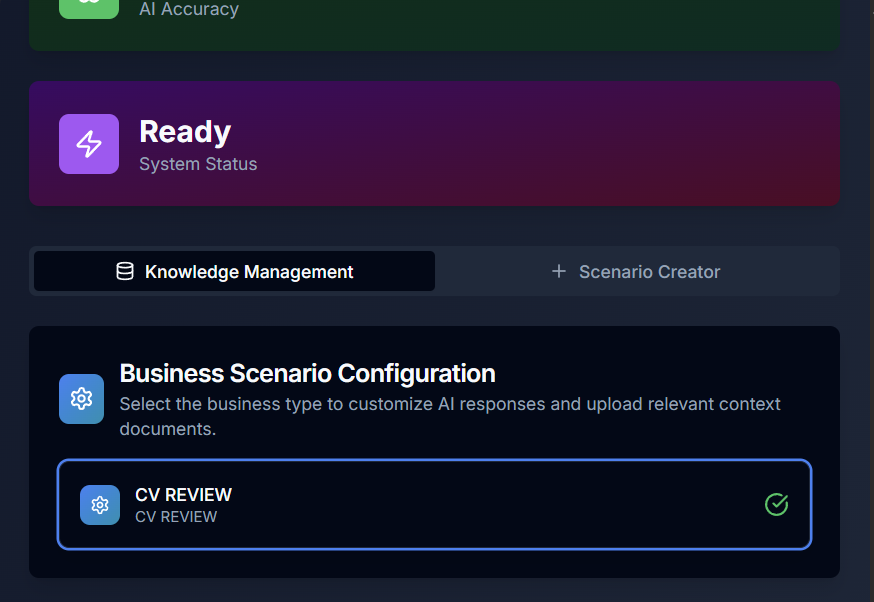 AI Accuracy
Ready
System Status
Knowledge Management
Scenario Creator
Business Scenario Configuration
Select the business type to customize AI responses and upload relevant context
documents.
CV REVIEW
CV REVIEW